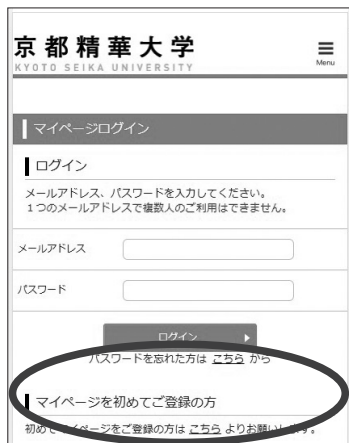 京都精華大学
KYOTO SEIKA UNIVERSITY
Menu
マイページログイン
ログイン
メールアドレス、パスワードを入力してください。
1つのメールアドレスで複数人のご利用はできません。
メールアドレス
パスワード
ログイン
パスワードを忘れた方は こちら から
マイページを初めてご登録の方
初めてマイページをご登録の方は こちら よりお願いします。